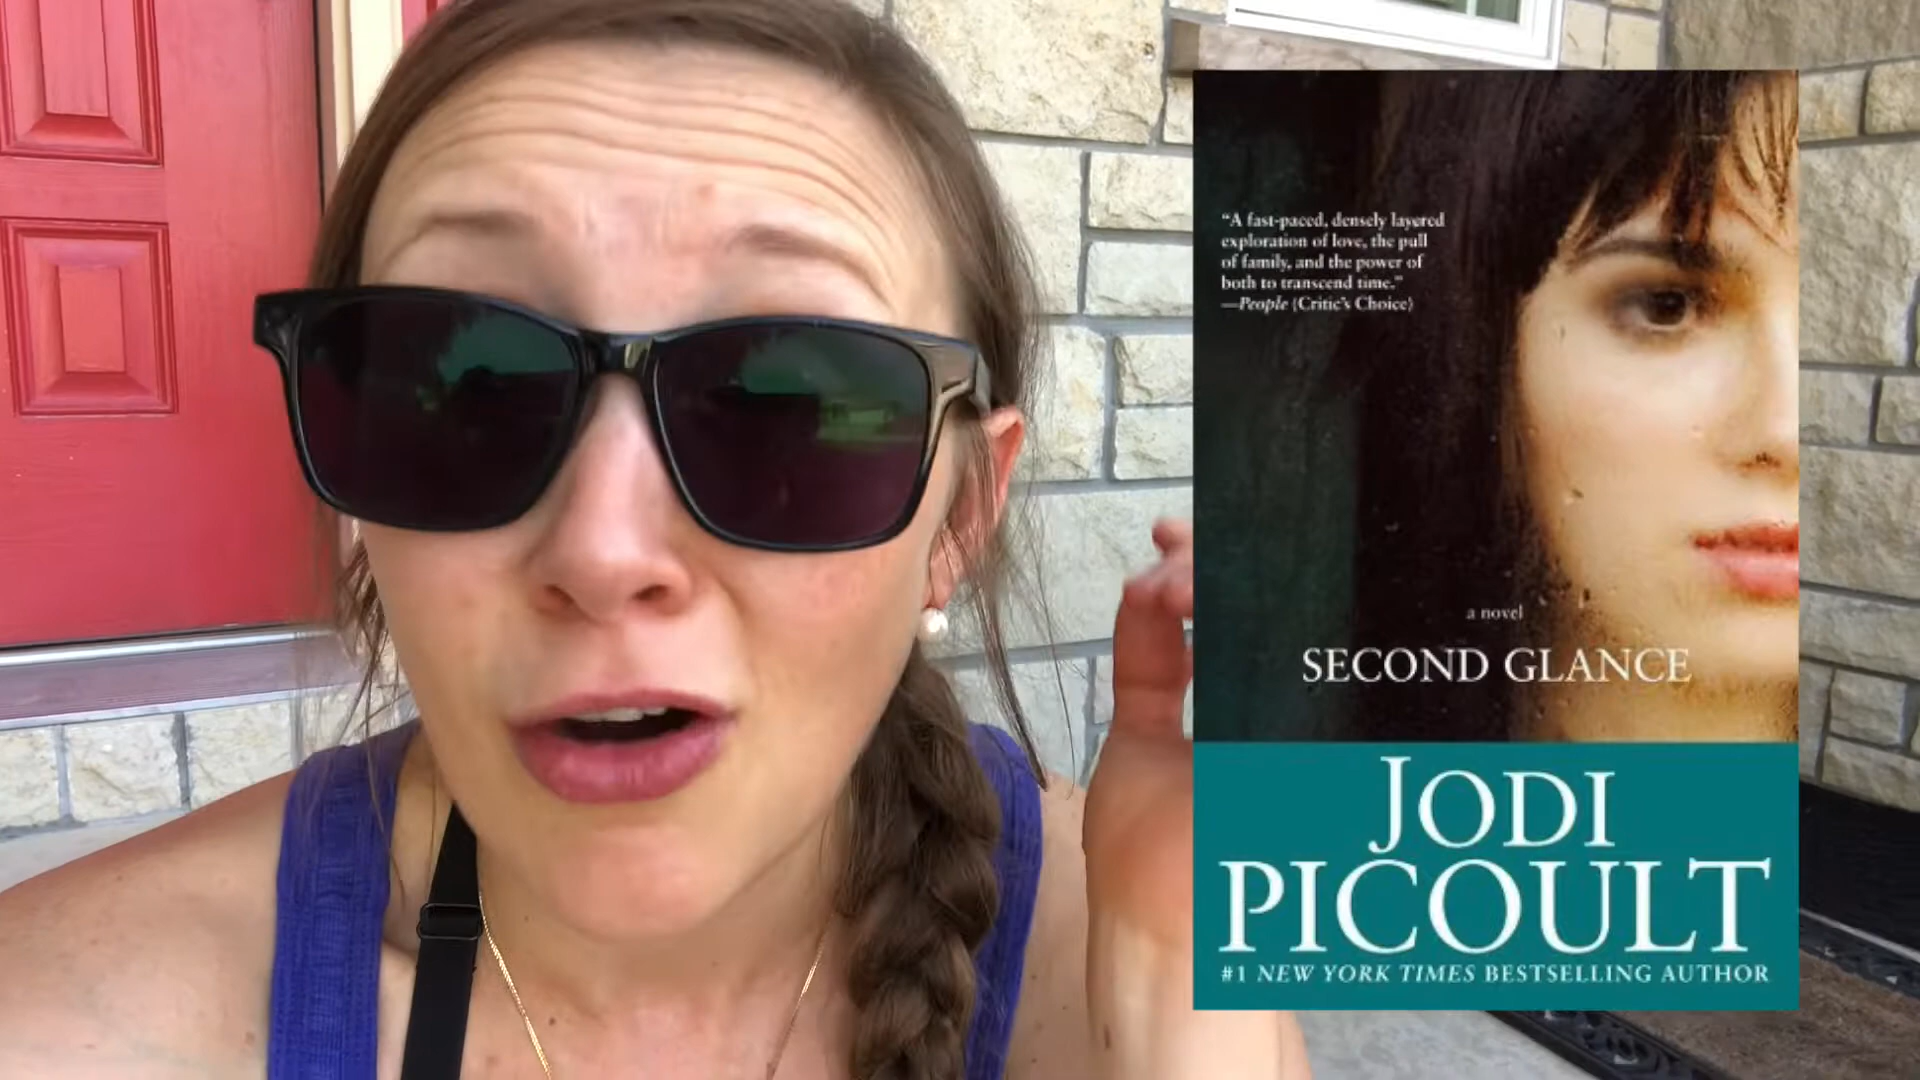 “A fast-paced, densely layered
exploration of love, the pull
of family, and the power of
both to transcend time.”
—People (Critic's Choice)
a novel
SECOND GLANCE
JODI
PICOULT
#1 NEW YORK TIMES BESTSELLING AUTHOR